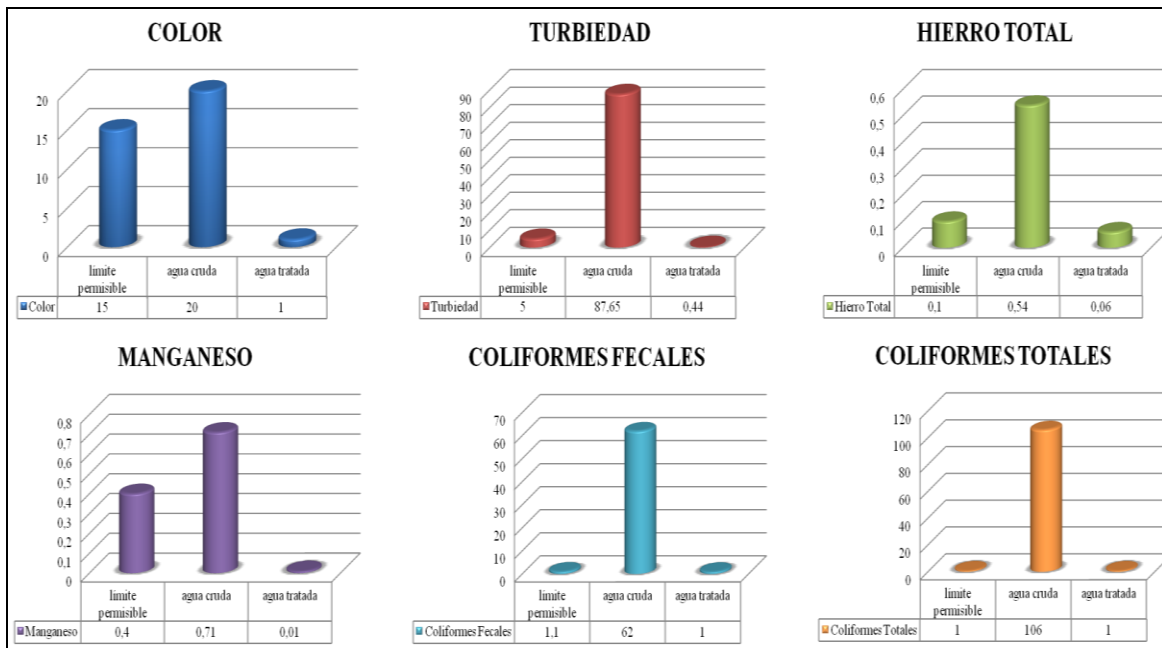 COLOR
20
15
10
5
0
limite permisible
agua cruda
agua tratada
Color
15
20
1
TURBIEDAD
90
80
70
60
50
40
30
20
10
0
limite permisible
agua cruda
agua tratada
Turbiedad
5
87,65
0,44
HIERRO TOTAL
0,6
0,5
0,4
0,3
0,2
0,1
0
limite permisible
agua cruda
agua tratada
Hierro Total
0,1
0,54
0,06
MANGANESO
0,8
0,7
0,6
0,5
0,4
0,3
0,2
0,1
0
limite permisible
agua cruda
agua tratada
Manganeso
0,4
0,71
0,01
COLIFORMES FECALES
70
60
50
40
30
20
10
0
limite permisible
agua cruda
agua tratada
Coliformes Fecales
1,1
62
1
COLIFORMES TOTALES
120
100
80
60
40
20
0
limite permisible
agua cruda
agua tratada
Coliformes Totales
1
106
1